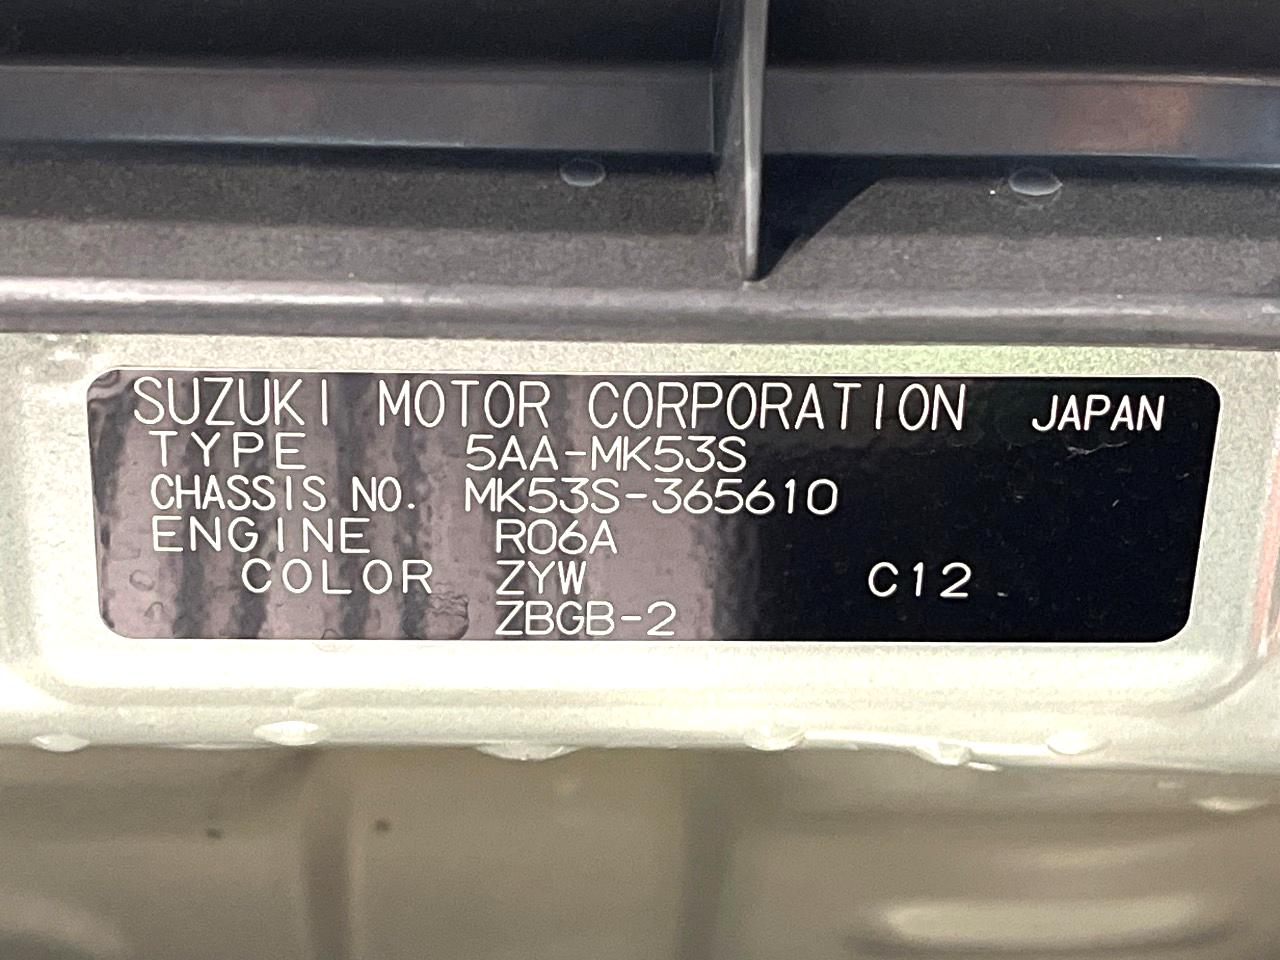 SUZUKI MOTOR CORPORATION JAPAN
TYPE 5AA-MK53S
CHASSIS NO. MK53S-365610
ENGINE R06A
COLOR ZYW C12
ZBGB-2